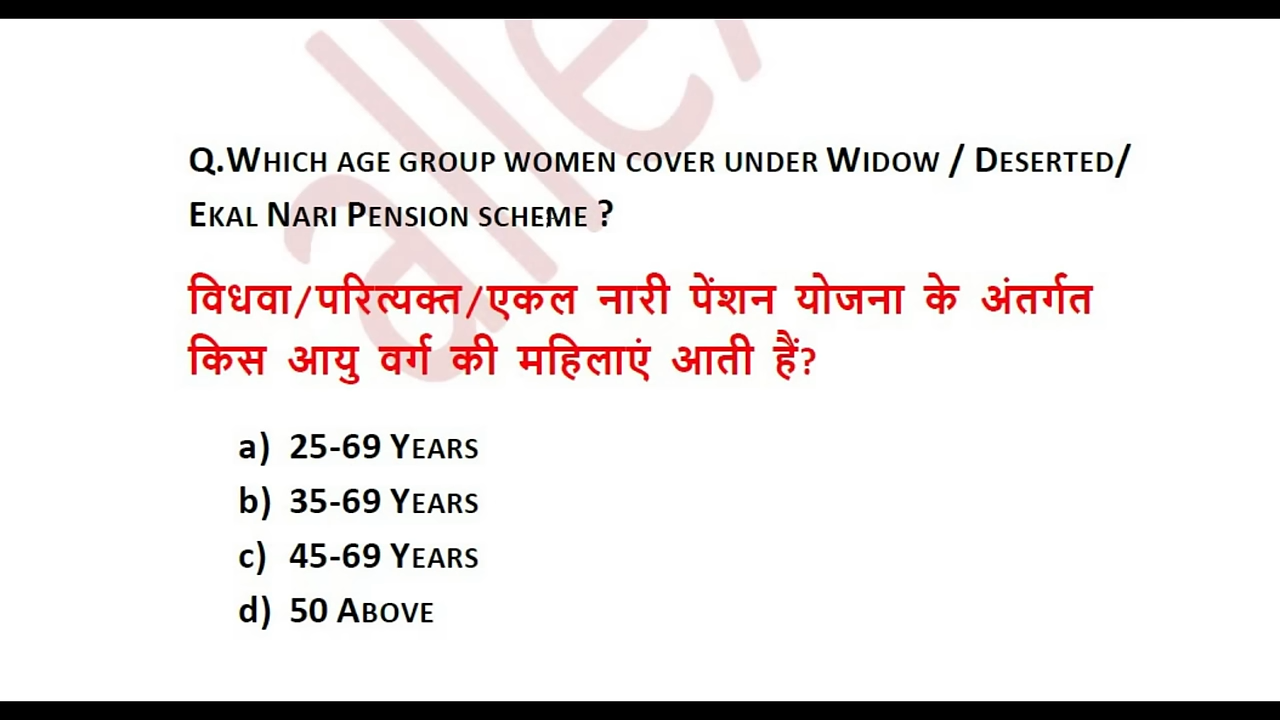 Q.Which age group women cover under Widow / Deserted/
Ekal Nari Pension scheme ?
विधवा/परित्यक्त/एकल नारी पेंशन योजना के अंतर्गत
किस आयु वर्ग की महिलाएं आती हैं?
a) 25-69 Years
b) 35-69 Years
c) 45-69 Years
d) 50 Above